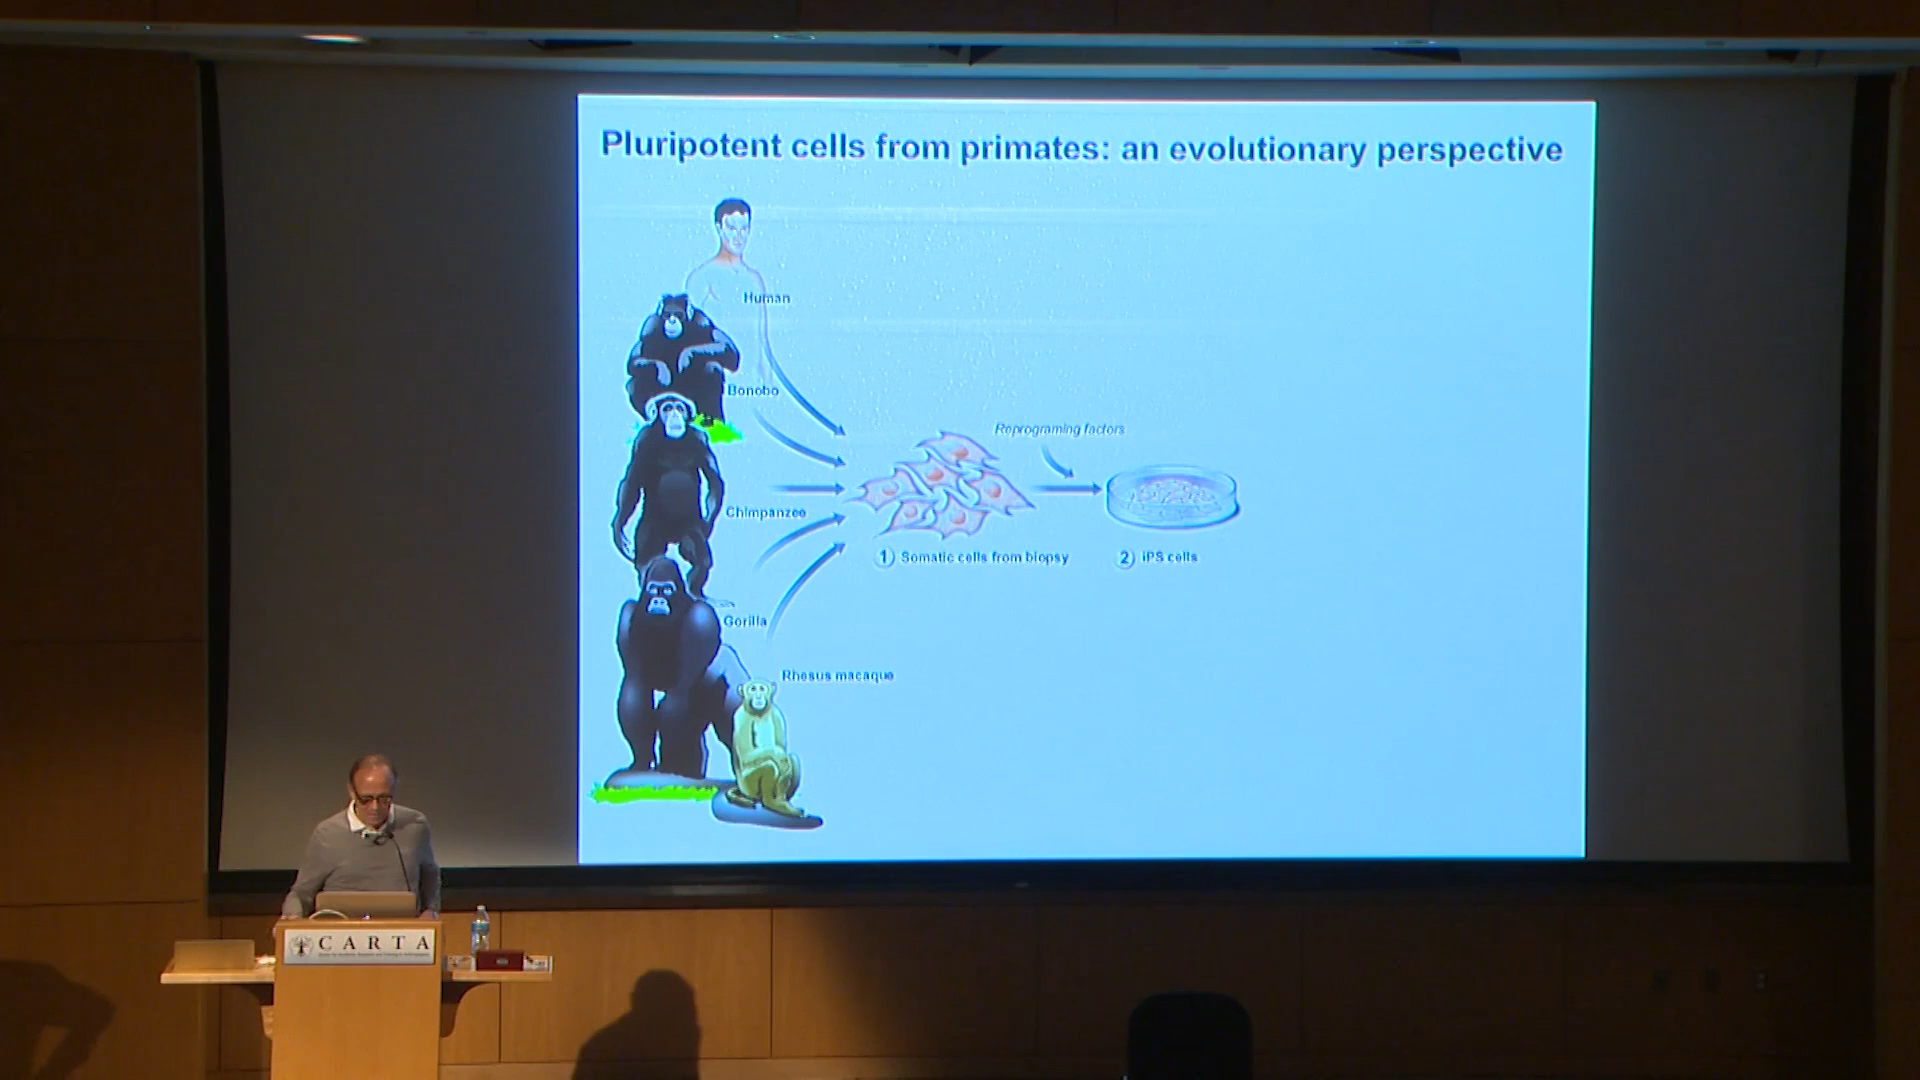 Pluripotent cells from primates: an evolutionary perspective
Human
Bonobo
Reprograming factors
Chimpanzee
1 Somatic cells from biopsy
2 iPS cells
Gorilla
Rhesus macaque
CARTA